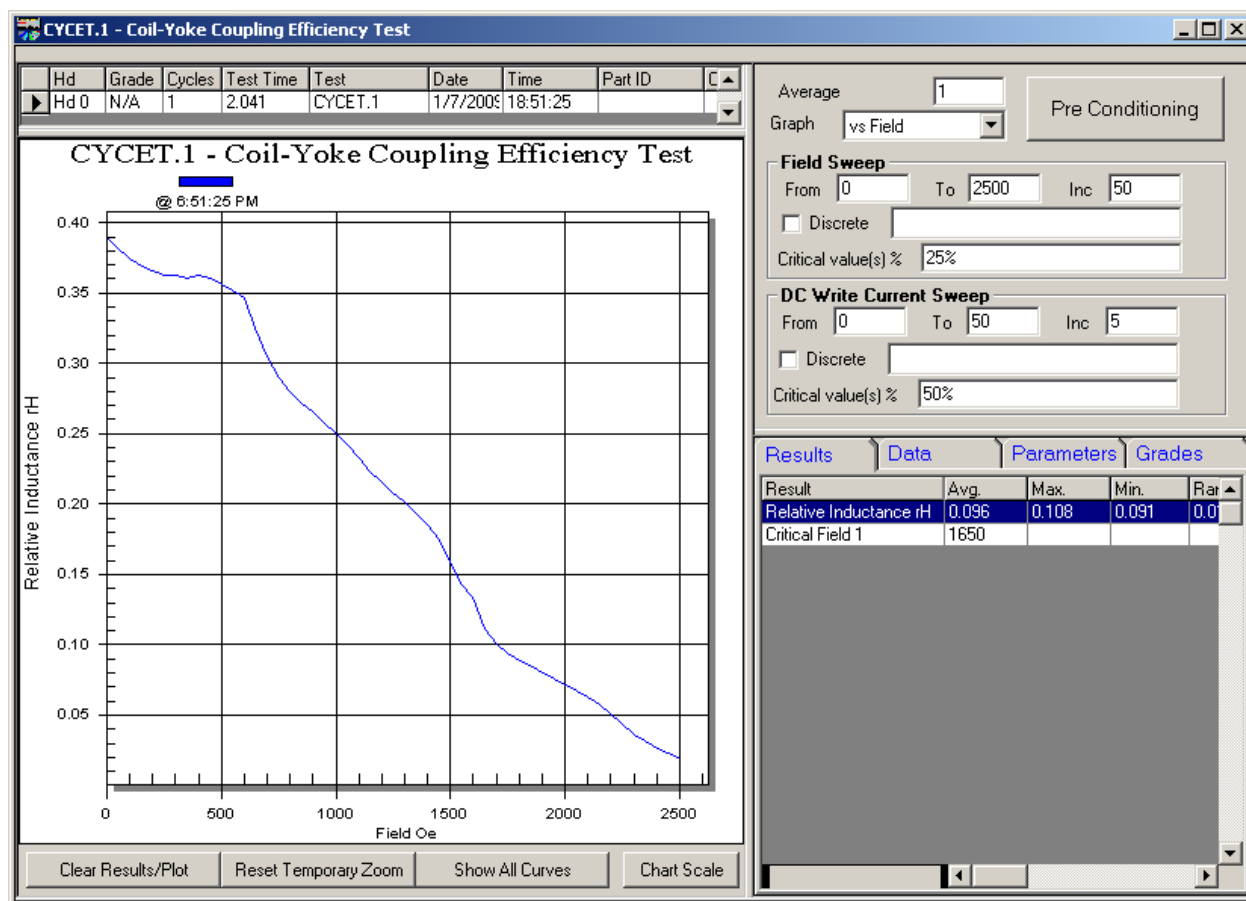 CYCET.1 - Coil-Yoke Coupling Efficiency Test
Hd Grade Cycles Test Time Test Date Time Part ID
Hd 0 N/A 1 2.041 CYCET.1 1/7/2009 18:51:25
CYCET.1 - Coil-Yoke Coupling Efficiency Test
@ 6:51:25 PM
0.40
0.35
0.30
0.25
0.20
0.15
0.10
0.05
Relative Inductance rH
0 500 1000 1500 2000 2500
Field Oe
Clear Results/Plot Reset Temporary Zoom Show All Curves Chart Scale
Average 1
Pre Conditioning
Graph vs Field
Field Sweep
From 0 To 2500 Inc 50
Discrete
Critical value(s) % 25%
DC Write Current Sweep
From 0 To 50 Inc 5
Discrete
Critical value(s) % 50%
Results Data Parameters Grades
Result Avg. Max. Min.
Relative Inductance rH 0.096 0.108 0.091
Critical Field 1 1650